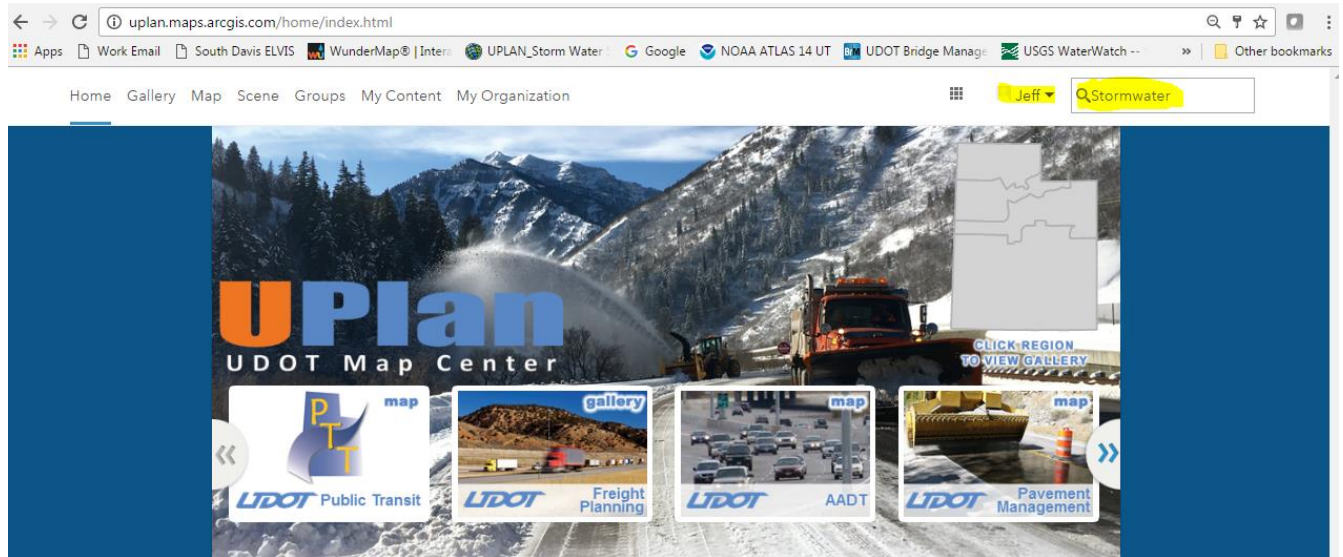 uplan.maps.arcgis.com/home/index.html
Apps Work Email South Davis ELVIS WunderMap® | Inter UPLAN_Storm Water Google NOAA ATLAS 14 UT UDOT Bridge Manage USGS WaterWatch -- » Other bookmarks
Home Gallery Map Scene Groups My Content My Organization Jeff Stormwater
UPlan
UDOT Map Center
CLICK REGION
TO VIEW GALLERY
PTT map
UDOT Public Transit
gallery
UDOT Freight
Planning
map
UDOT AADT
map
UDOT Pavement
Management